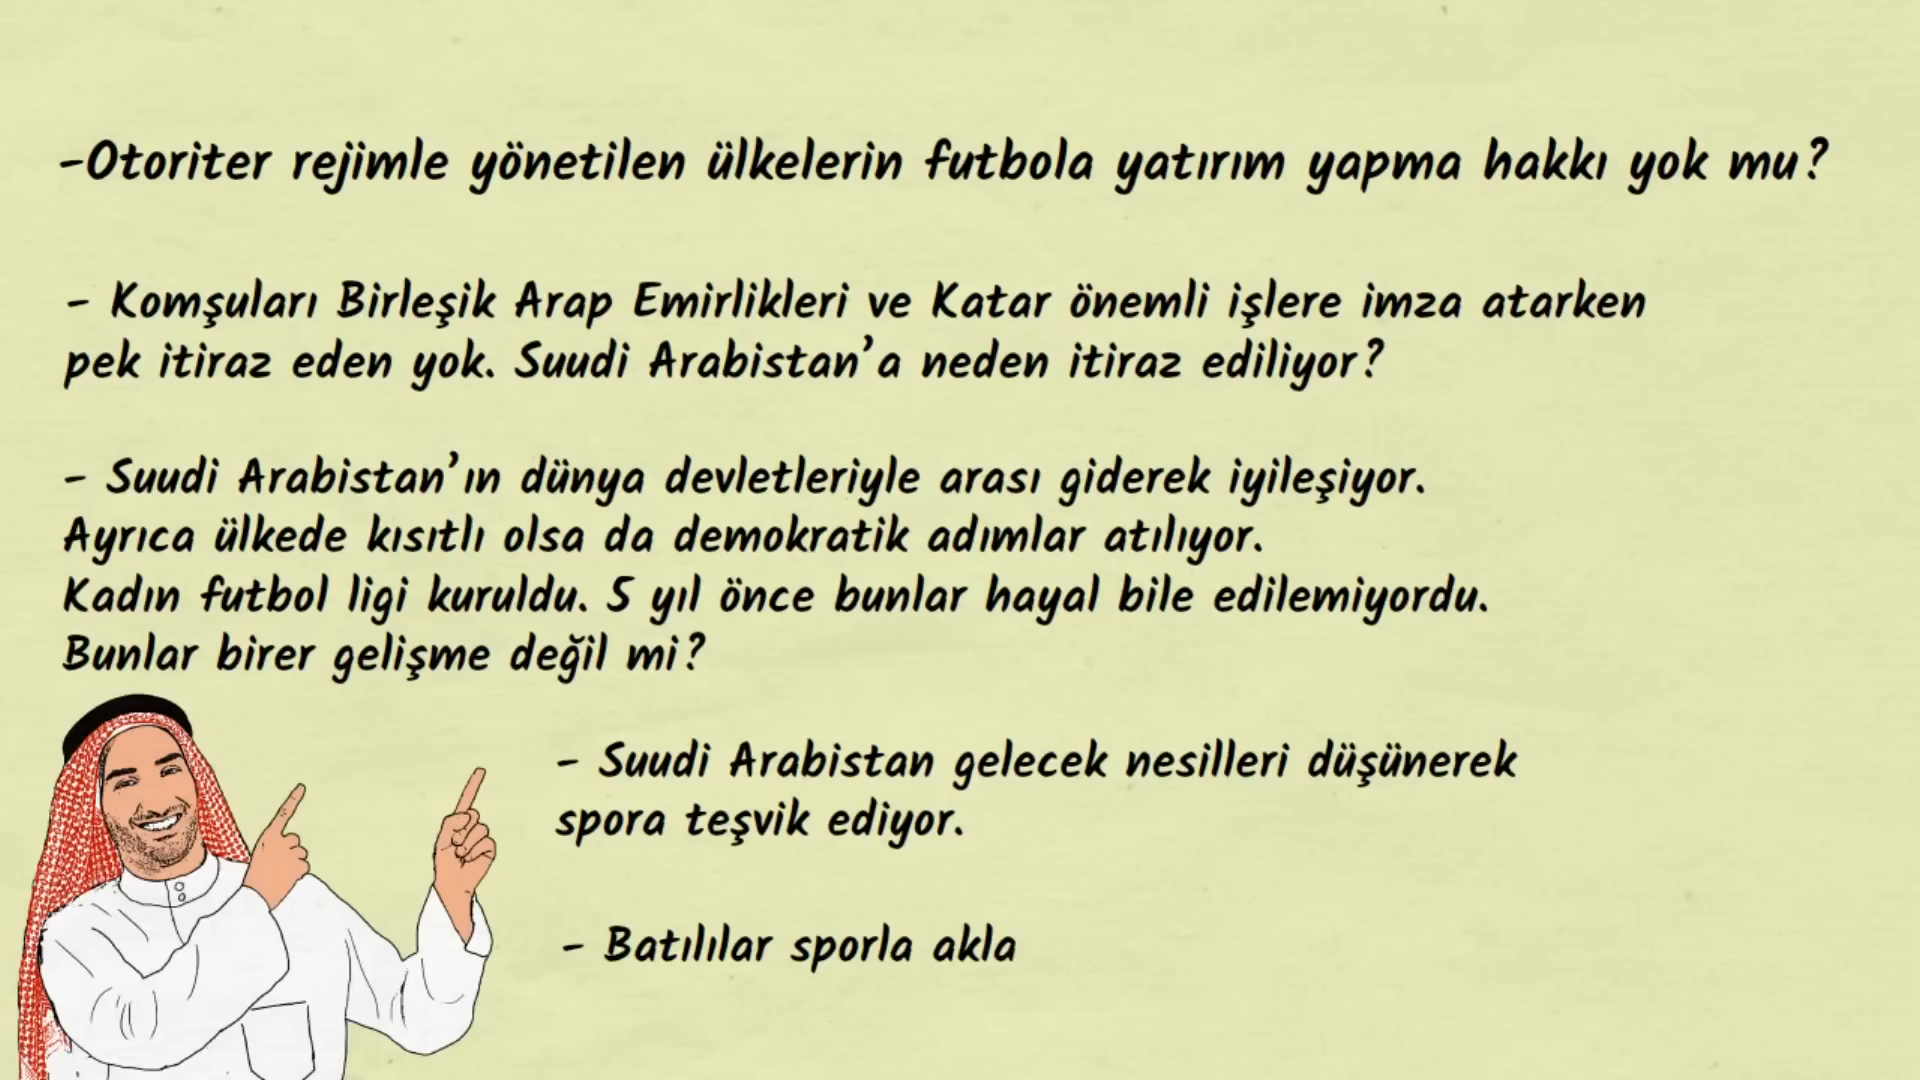 -Otoriter rejimle yönetilen ülkelerin futbola yatırım yapma hakkı yok mu?
- Komşuları Birleşik Arap Emirlikleri ve Katar önemli işlere imza atarken
pek itiraz eden yok. Suudi Arabistan’a neden itiraz ediliyor?
- Suudi Arabistan’ın dünya devletleriyle arası giderek iyileşiyor.
Ayrıca ülkede kısıtlı olsa da demokratik adımlar atılıyor.
Kadın futbol ligi kuruldu. 5 yıl önce bunlar hayal bile edilemiyordu.
Bunlar birer gelişme değil mi?
- Suudi Arabistan gelecek nesilleri düşünerek
spora teşvik ediyor.
- Batılılar sporla akla